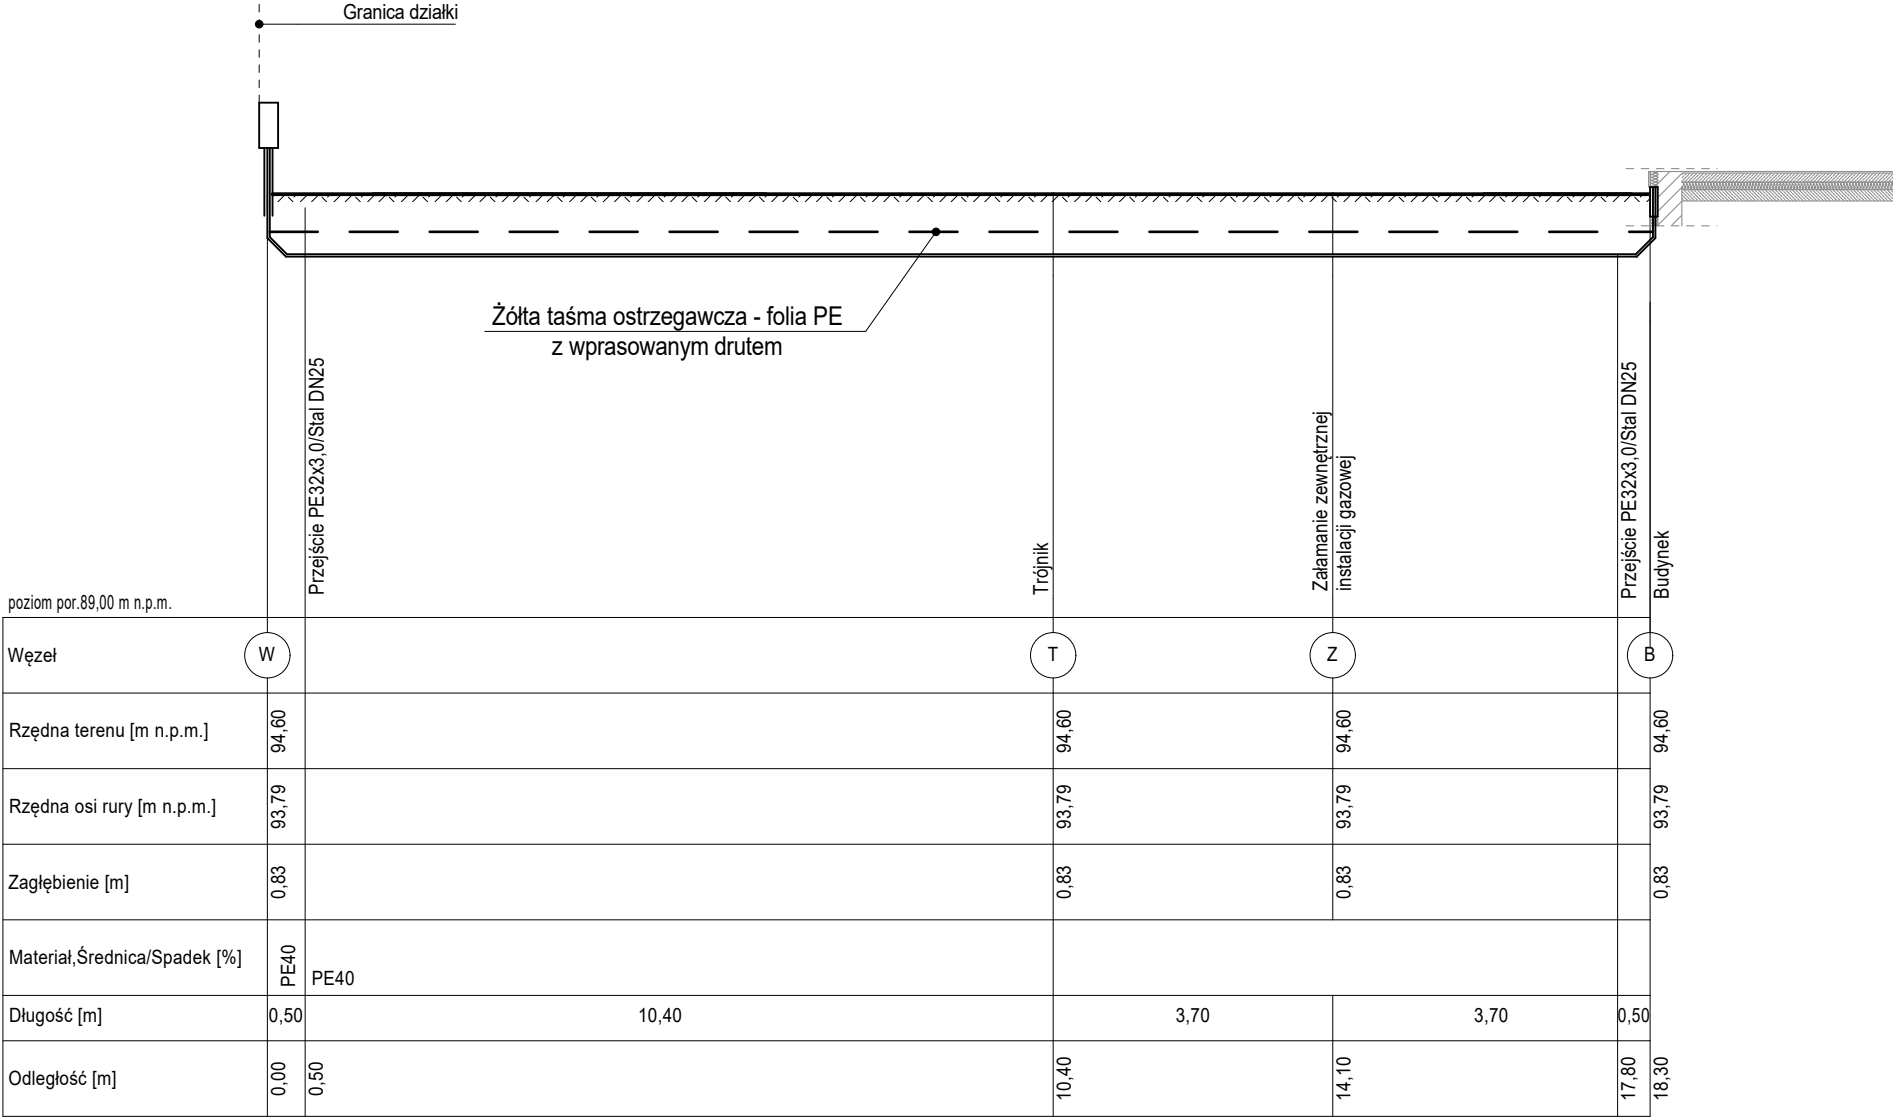 Granica działki
Żółta taśma ostrzegawcza - folia PE
z wprasowanym drutem
Przejście PE32x3,0/Stal DN25
Trójnik
Załamanie zewnętrznej
instalacji gazowej
Przejście PE32x3,0/Stal DN25
Budynek
poziom por.89,00 m n.p.m.
Węzeł W T Z B
Rzędna terenu [m n.p.m.] 94,60 94,60 94,60 94,60
Rzędna osi rury [m n.p.m.] 93,79 93,79 93,79 93,79
Zagłębienie [m] 0,83 0,83 0,83 0,83
Materiał,Średnica/Spadek [%] PE40 PE40
Długość [m] 0,50 10,40 3,70 3,70 0,50
Odległość [m] 0,00 0,50 10,40 14,10 17,80 18,30